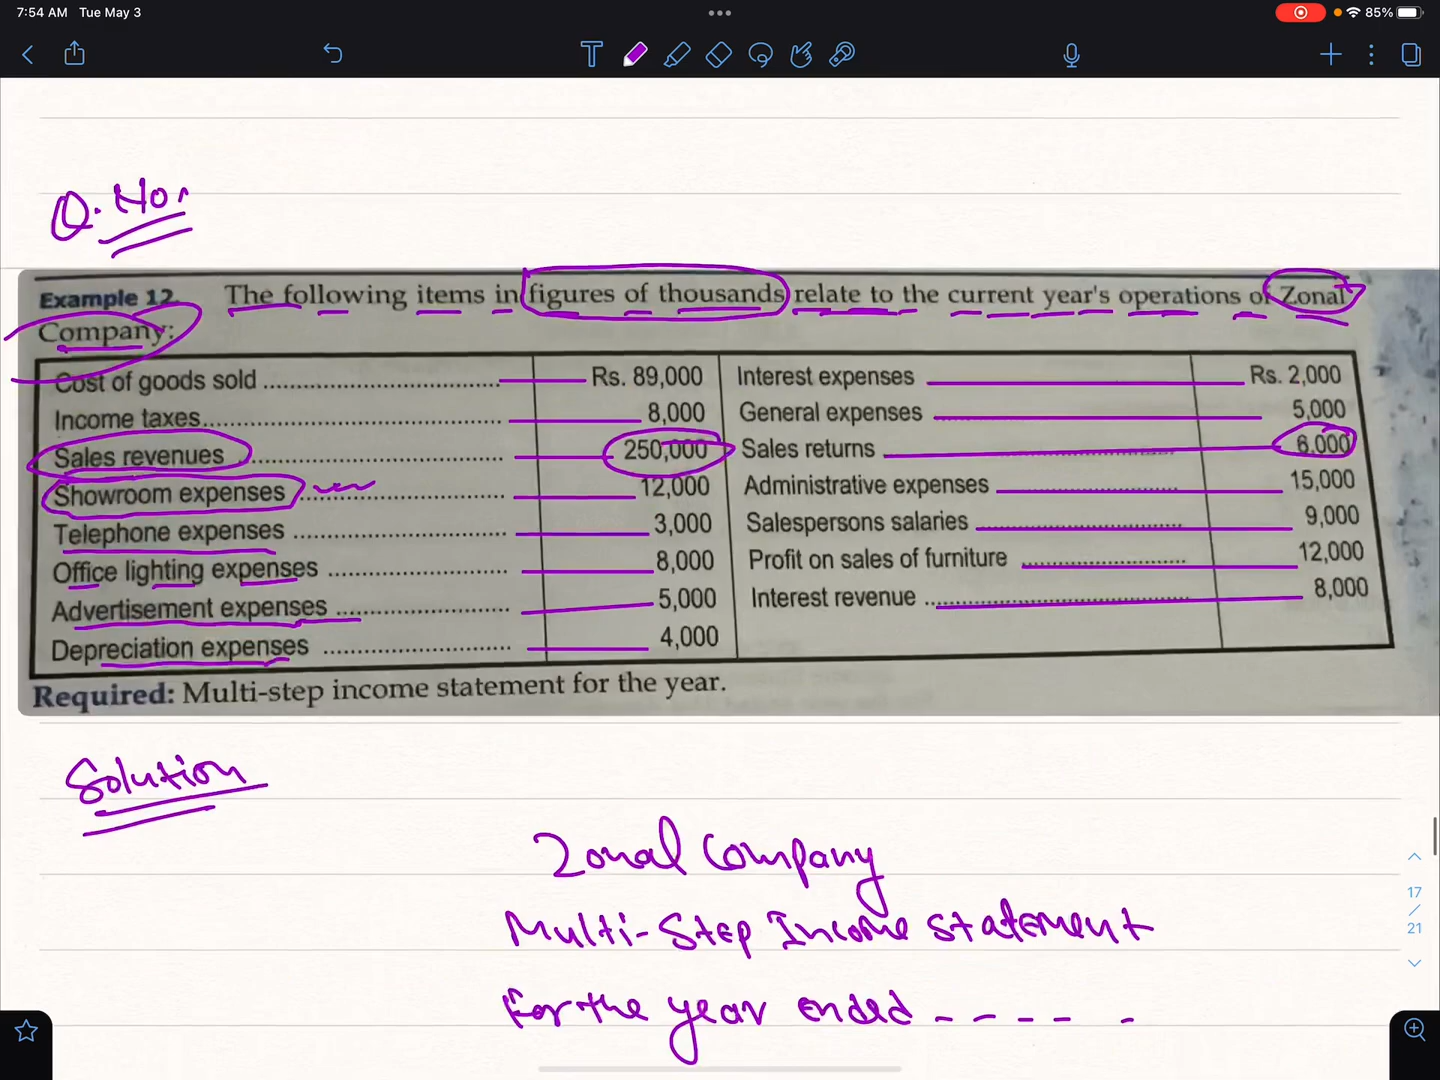 7:54 AM Tue May 3
85%
Q. No.
Example 12. The following items in figures of thousands relate to the current year's operations of Zonal
Company:
Cost of goods sold Rs. 89,000 Interest expenses Rs. 2,000
Income taxes 8,000 General expenses 5,000
Sales revenues 250,000 Sales returns 6,000
Showroom expenses 12,000 Administrative expenses 15,000
Telephone expenses 3,000 Salespersons salaries 9,000
Office lighting expenses 8,000 Profit on sales of furniture 12,000
Advertisement expenses 5,000 Interest revenue 8,000
Depreciation expenses 4,000
Required: Multi-step income statement for the year.
Solution
Zonal Company
Multi-Step Income Statement
For the year ended - - - - -
17
/
21